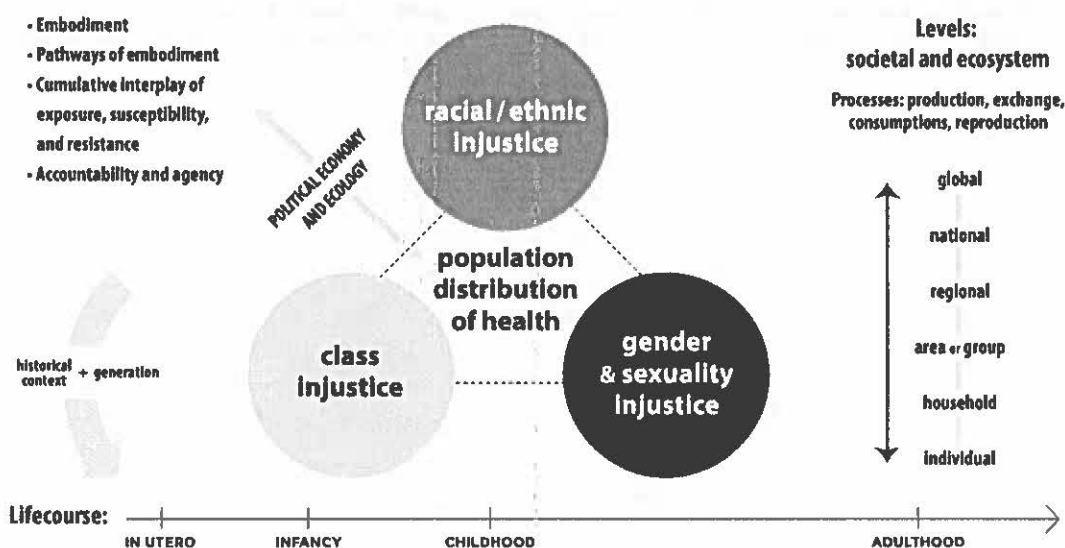 • Embodiment
• Pathways of embodiment
• Cumulative interplay of
exposure, susceptibility,
and resistance
• Accountability and agency
POLITICAL ECONOMY
AND ECOLOGY
racial / ethnic
injustice
population
distribution
of health
class
injustice
gender
& sexuality
injustice
historical
context + generation
Levels:
societal and ecosystem
Processes: production, exchange,
consumptions, reproduction
global
national
regional
area or group
household
individual
Lifecourse:
IN UTERO
INFANCY
CHILDHOOD
ADULTHOOD